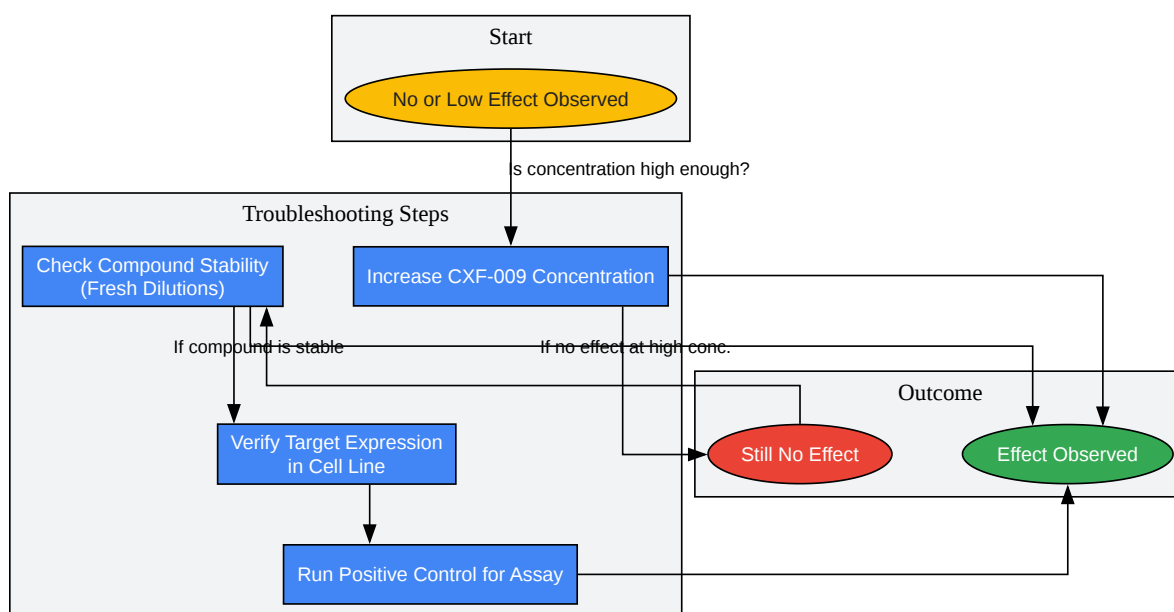 Start
No or Low Effect Observed
Is concentration high enough?
Troubleshooting Steps
Check Compound Stability
(Fresh Dilutions)
Increase CXF-009 Concentration
If compound is stable
If no effect at high conc.
Outcome
Verify Target Expression
in Cell Line
Still No Effect
Effect Observed
Run Positive Control for Assay